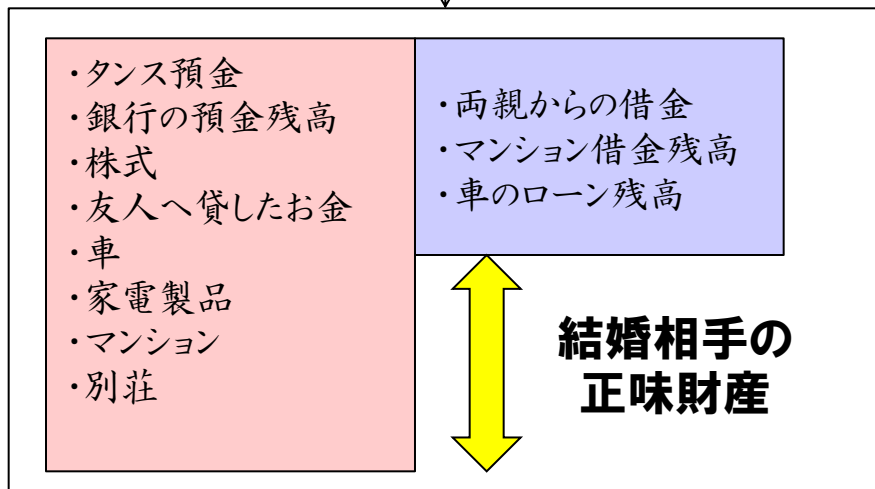 ・タンス預金
・銀行の預金残高
・株式
・友人へ貸したお金
・車
・家電製品
・マンション
・別荘
・両親からの借金
・マンション借金残高
・車のローン残高
結婚相手の
正味財産